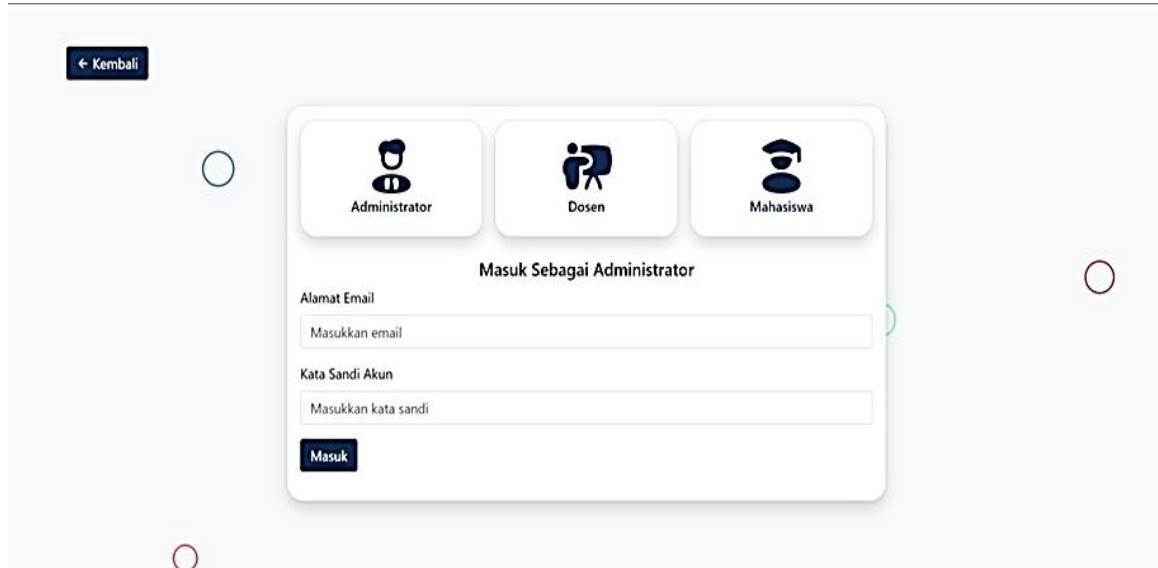 ← Kembali
Administrator
Dosen
Mahasiswa
Masuk Sebagai Administrator
Alamat Email
Masukkan email
Kata Sandi Akun
Masukkan kata sandi
Masuk